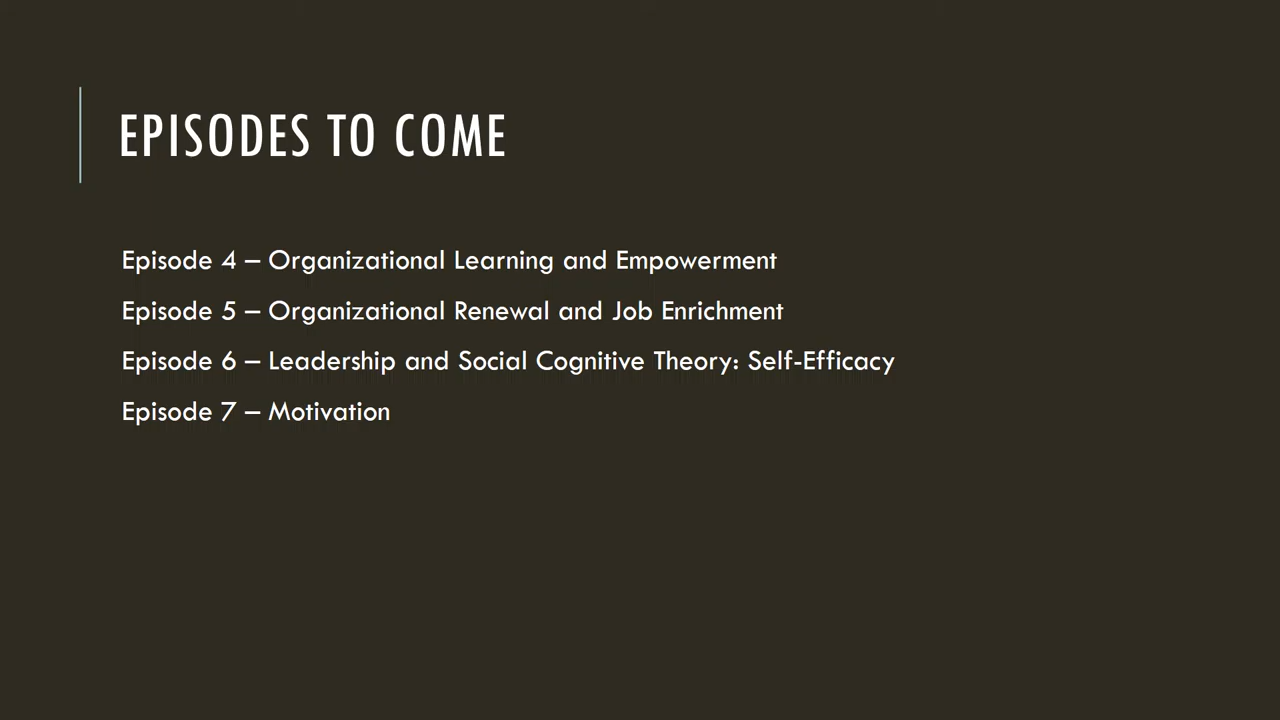 EPISODES TO COME
Episode 4 – Organizational Learning and Empowerment
Episode 5 – Organizational Renewal and Job Enrichment
Episode 6 – Leadership and Social Cognitive Theory: Self-Efficacy
Episode 7 – Motivation